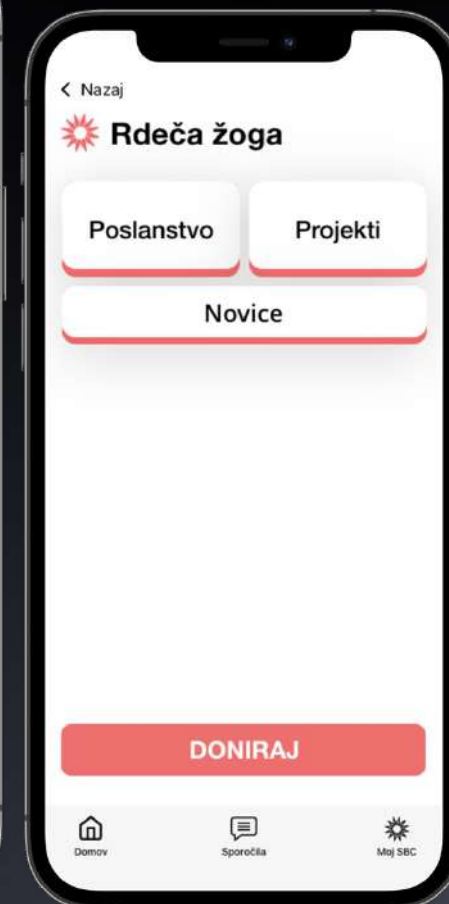 Nazaj
Rdeča žoga
Poslanstvo Projekti
Novice
DONIRAJ
Domov Sporočila Moj SBC